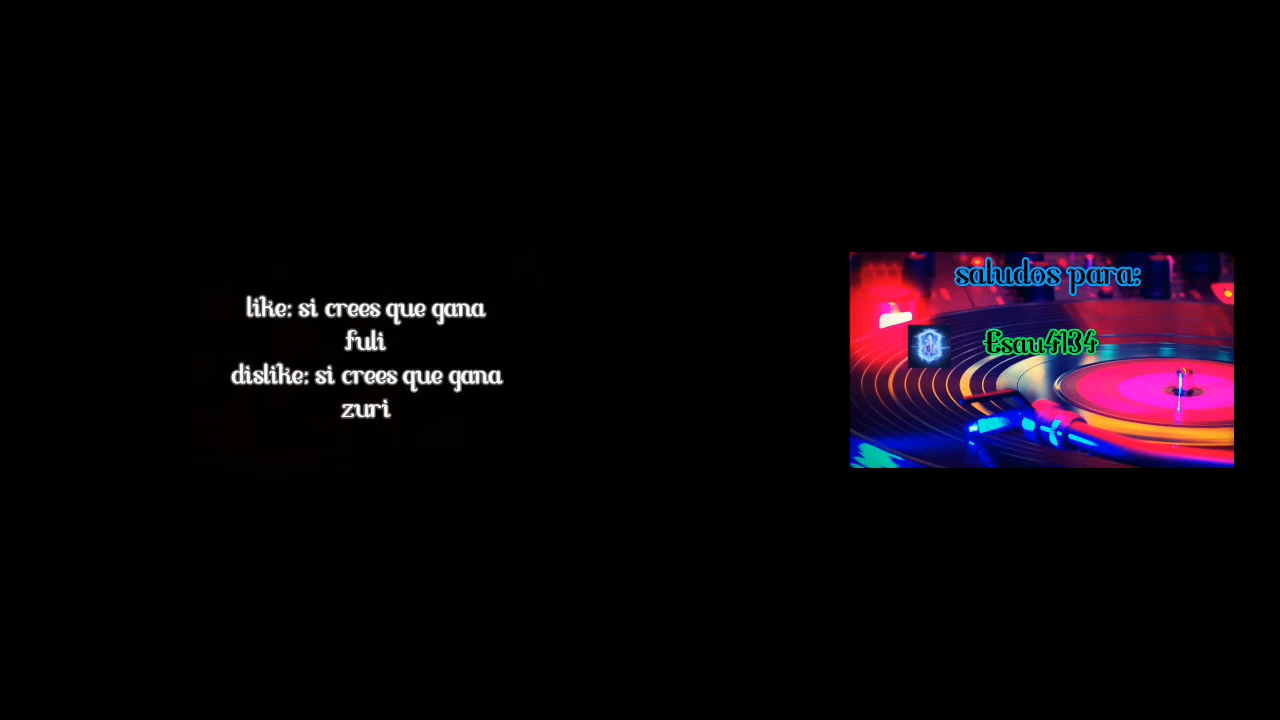 like: si crees que gana
fuli
dislike: si crees que gana
zuri
saludos para:
Esau4134